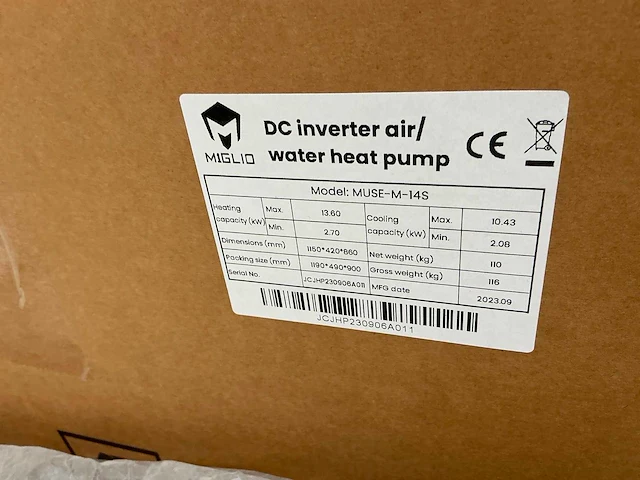 MIGLIO
DC inverter air/
water heat pump
CE
Model: MUSE-M-14S
Heating capacity (kW) Max. 13.60 Cooling capacity (kW) Max. 10.43
Min. 2.70 Min. 2.08
Dimensions (mm) 1150*420*860 Net weight (kg) 110
Packing size (mm) 1190*490*900 Gross weight (kg) 116
Serial No. JCJHP230906A011 MFG date 2023.09
JCJHP230906A011